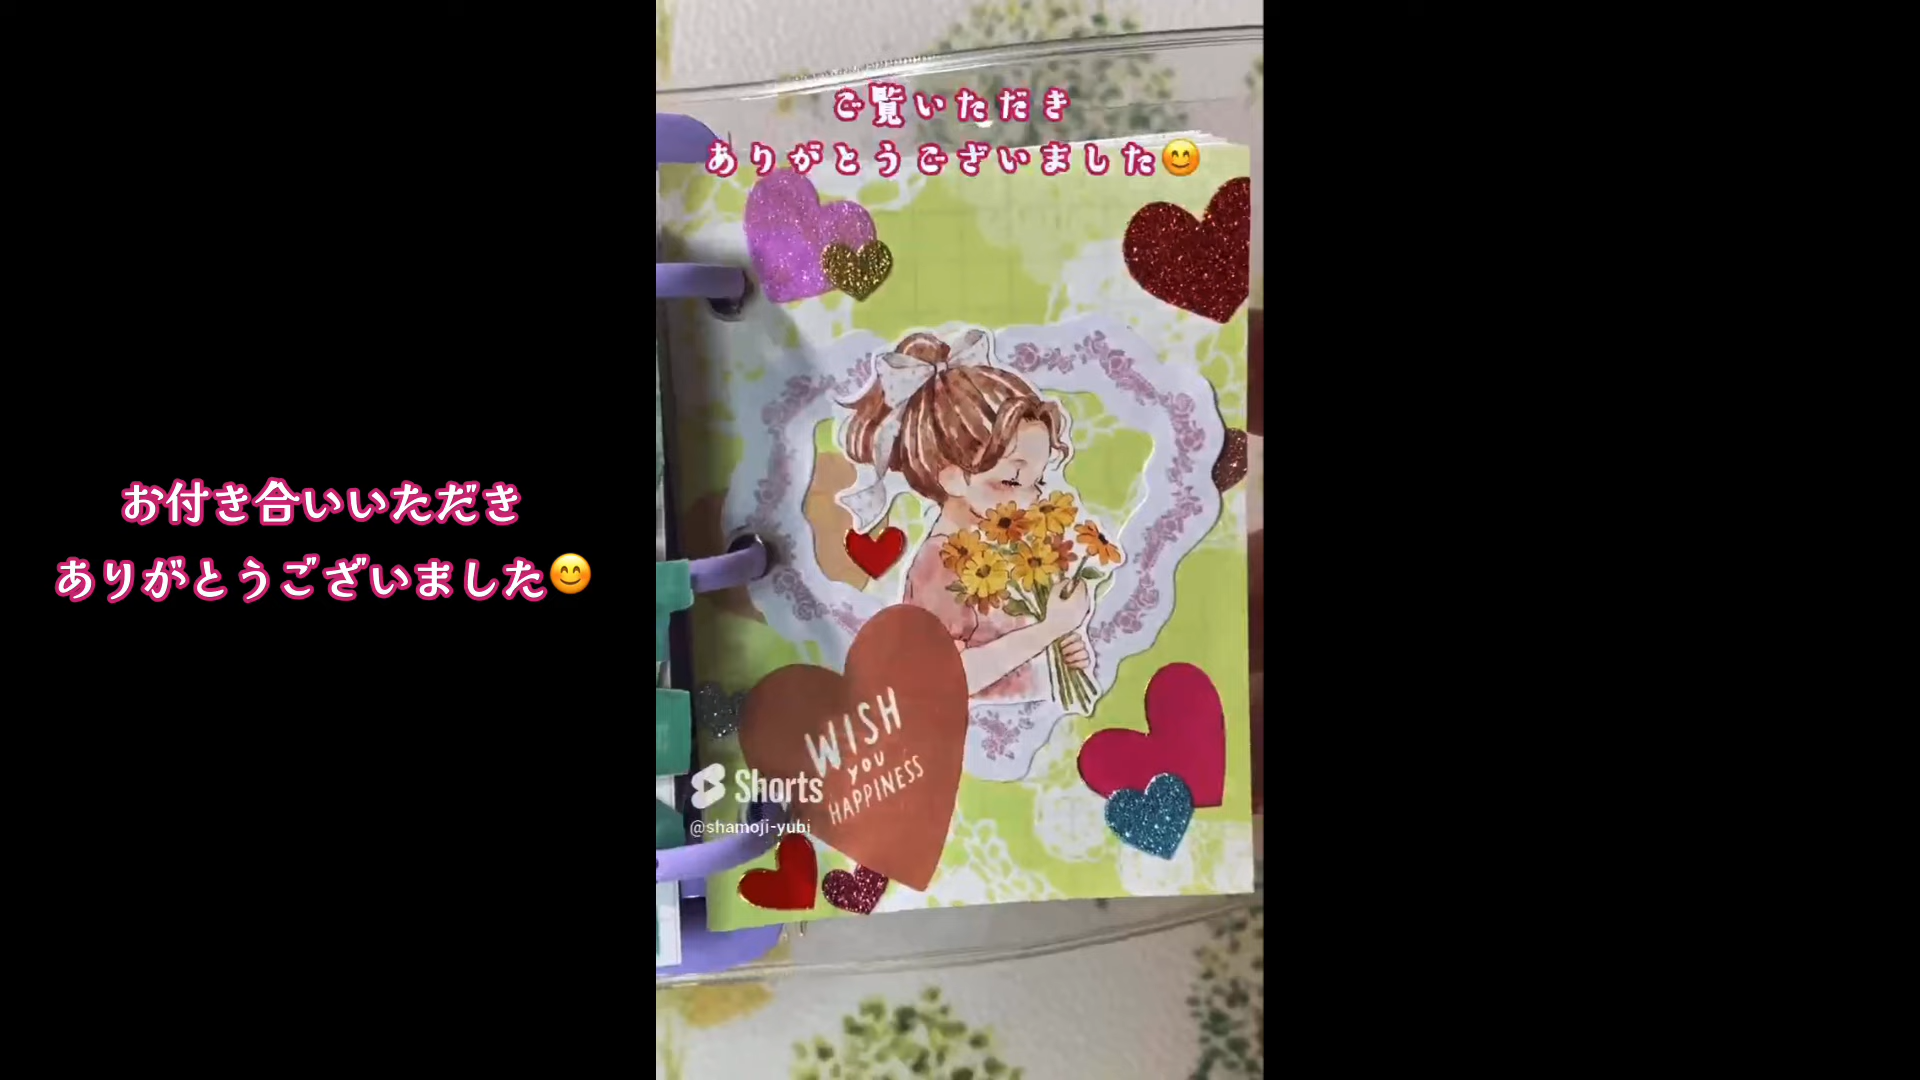 お付き合いいただき
ありがとうございました😊
ご覧いただき
ありがとうございました😊
WISH
YOU
HAPPINESS
Shorts
@shamoji-yubi